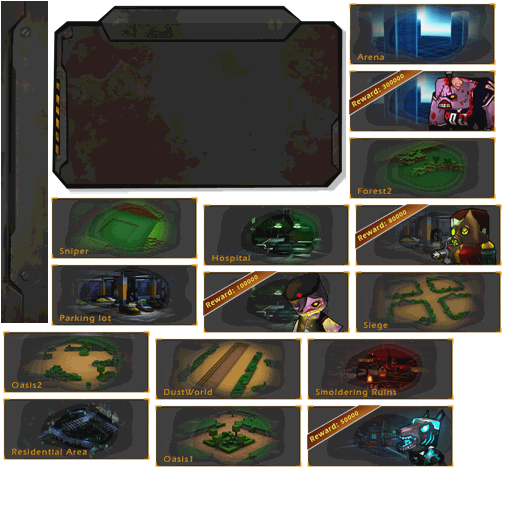 Arena
Reward: 300000
Forest2
Sniper
Hospital
Reward: 80000
Parking lot
Reward: 100000
Siege
Oasis2
DustWorld
Smoldering Ruins
Residential Area
Oasis1
Reward: 50000